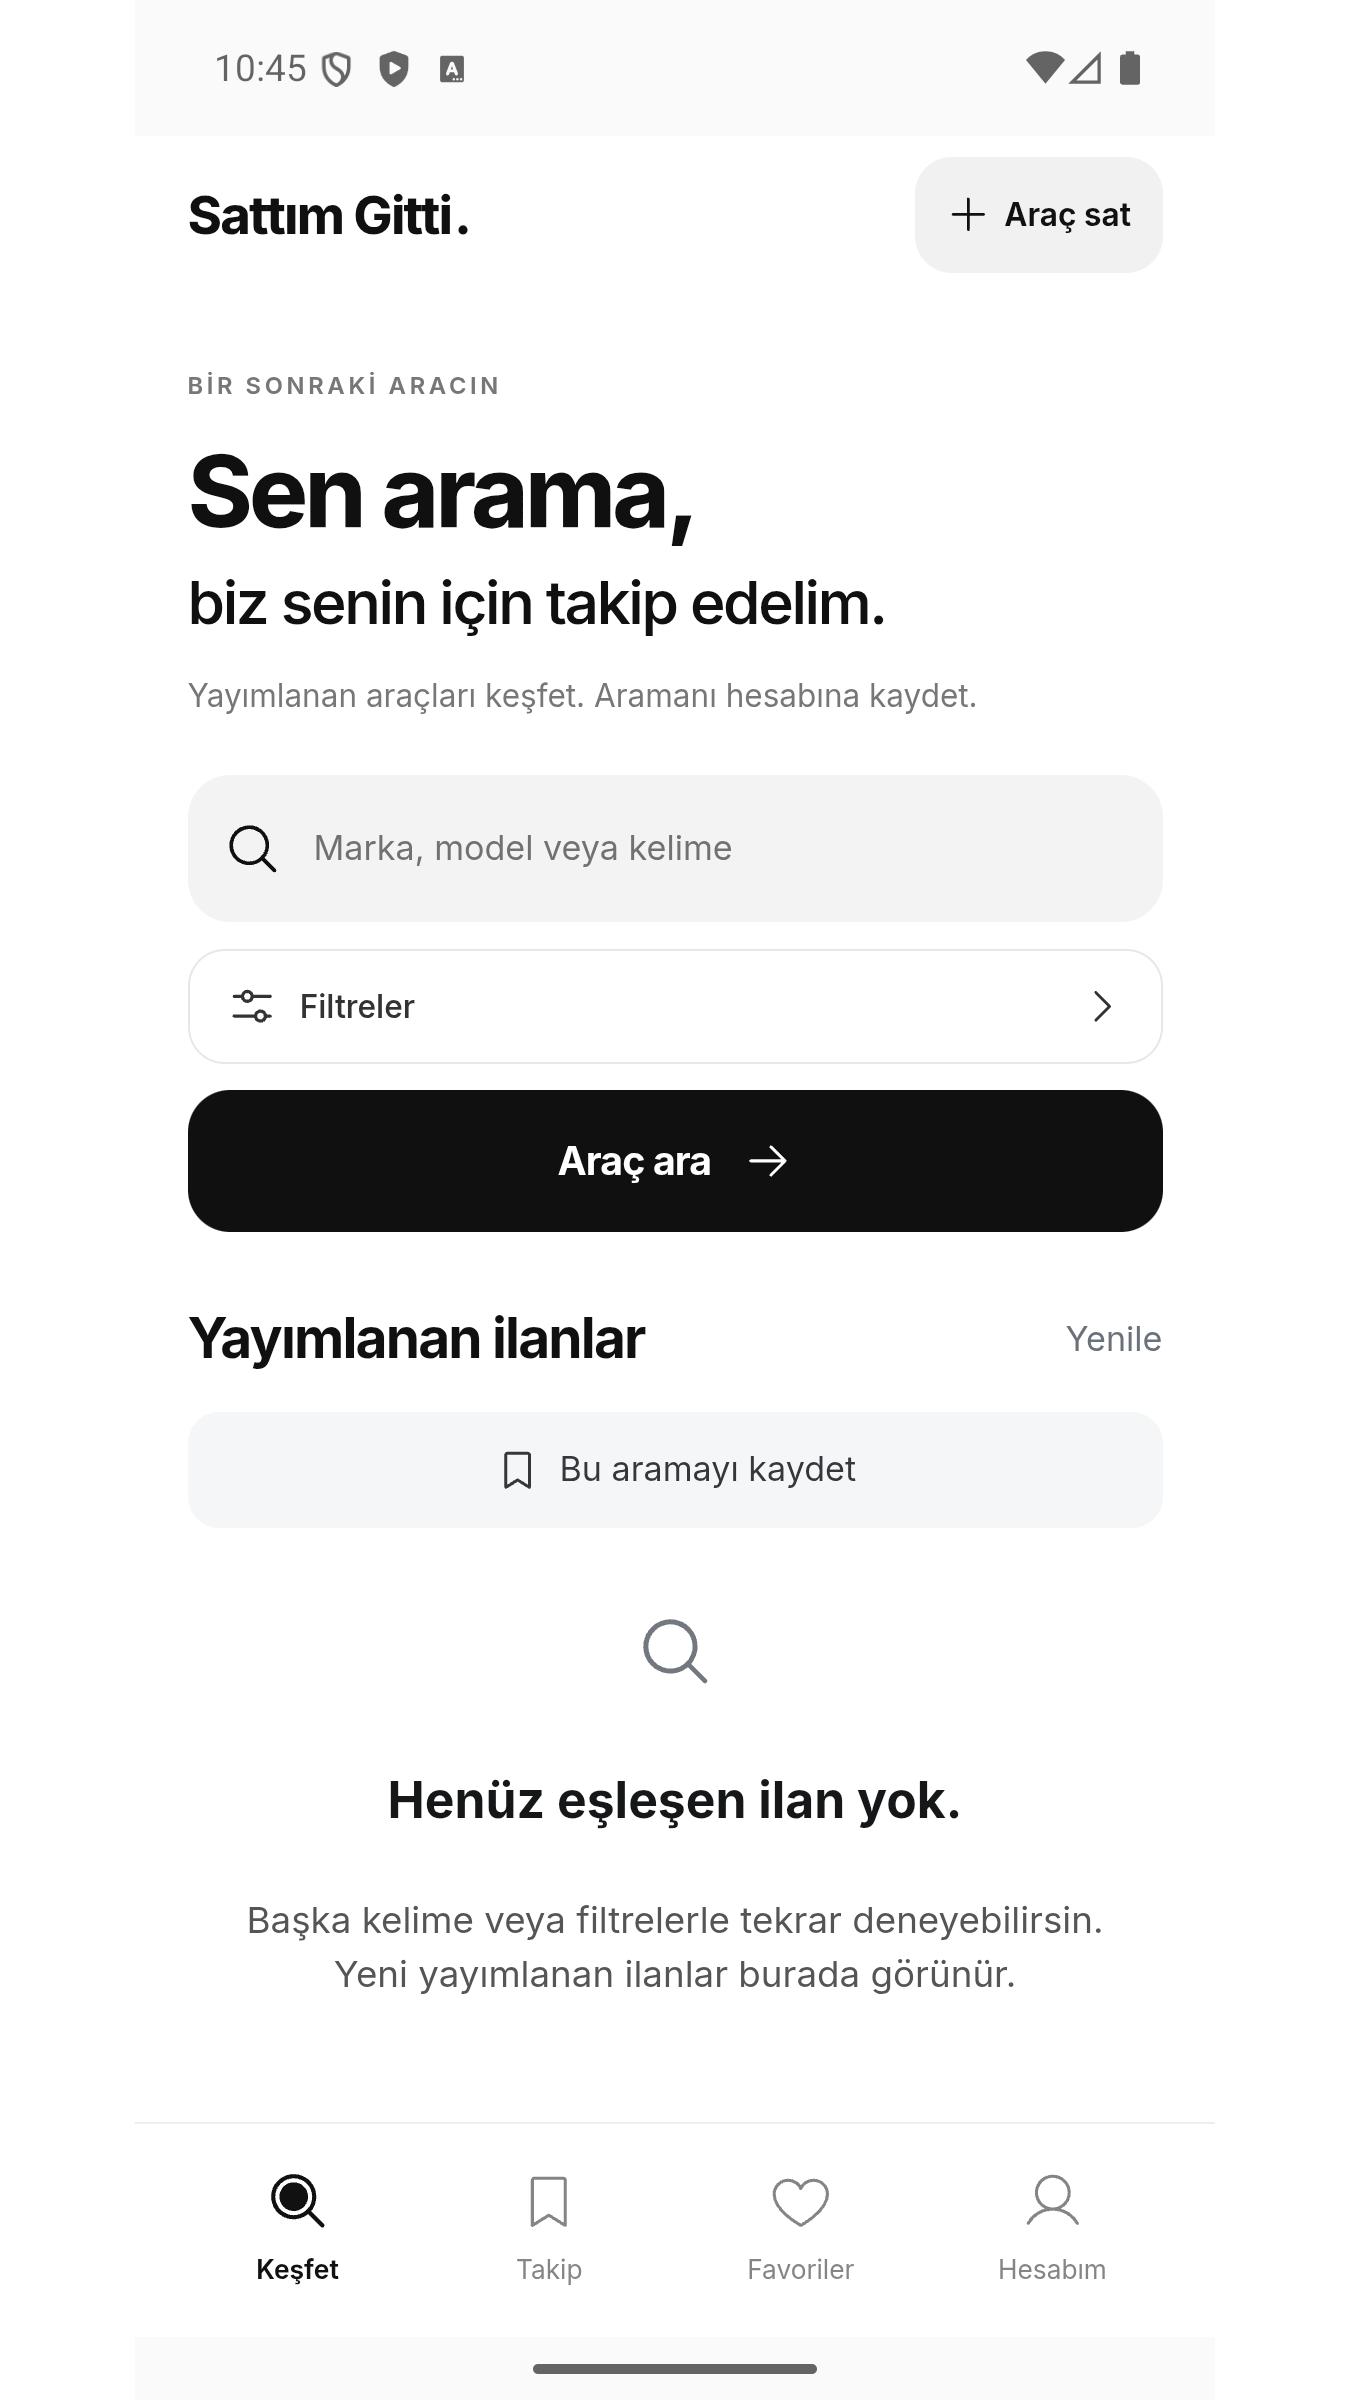 10:45
Sattım Gitti.
Araç sat
BİR SONRAKİ ARACIN
Sen arama,
biz senin için takip edelim.
Yayımlanan araçları keşfet. Aramanı hesabına kaydet.
Marka, model veya kelime
Filtreler
Araç ara
Yayımlanan ilanlar
Yenile
Bu aramayı kaydet
Henüz eşleşen ilan yok.
Başka kelime veya filtrelerle tekrar deneyebilirsin.
Yeni yayımlanan ilanlar burada görünür.
Keşfet
Takip
Favoriler
Hesabım